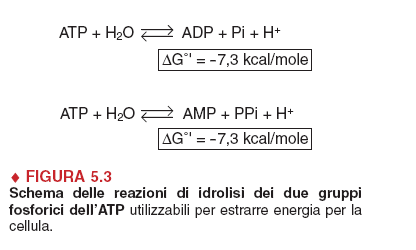 ATP + H₂O ⇌ ADP + Pi + H⁺
ΔG°' = -7,3 kcal/mole
ATP + H₂O ⇌ AMP + PPi + H⁺
ΔG°' = -7,3 kcal/mole
♦ FIGURA 5.3
Schema delle reazioni di idrolisi dei due gruppi
fosforici dell'ATP utilizzabili per estrarre energia per la
cellula.